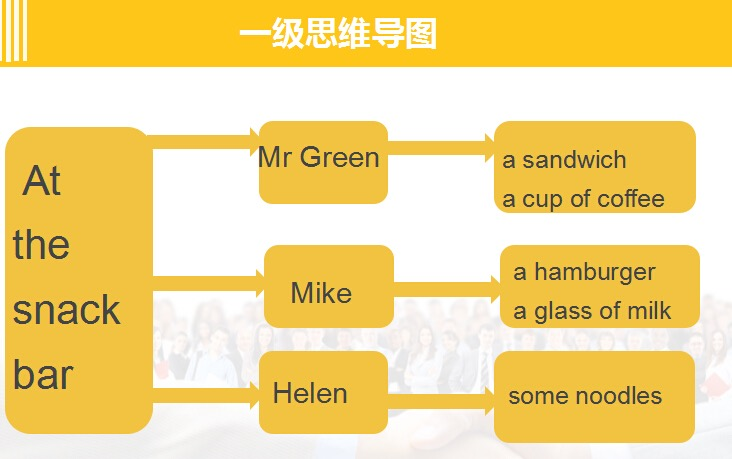 一级思维导图
At
the
snack
bar
Mr Green
a sandwich
a cup of coffee
Mike
a hamburger
a glass of milk
Helen
some noodles